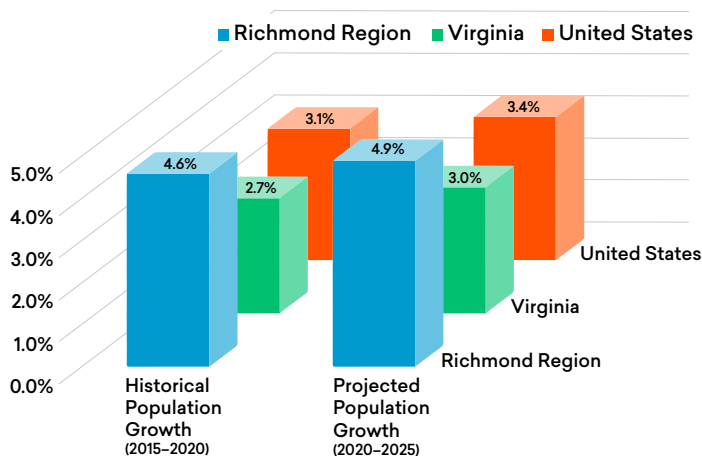 Richmond Region Virginia United States
3.1%
3.4%
4.6%
4.9%
2.7%
3.0%
5.0%
4.0%
3.0%
2.0%
1.0%
0.0%
United States
Virginia
Richmond Region
Historical
Population
Growth
(2015–2020)
Projected
Population
Growth
(2020–2025)